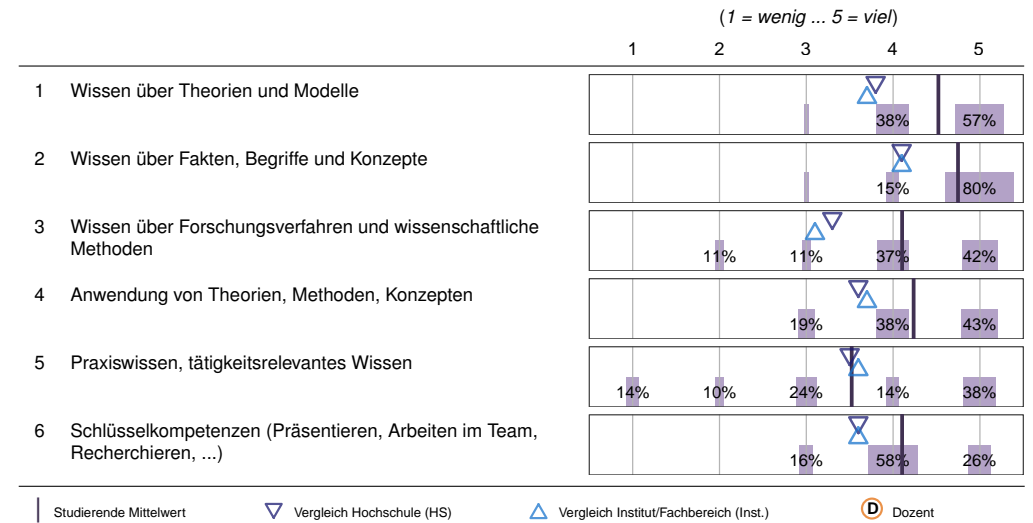 (1 = wenig ... 5 = viel)
1 2 3 4 5
1 Wissen über Theorien und Modelle
38% 57%
2 Wissen über Fakten, Begriffe und Konzepte
15% 80%
3 Wissen über Forschungsverfahren und wissenschaftliche
Methoden
11% 11% 37% 42%
4 Anwendung von Theorien, Methoden, Konzepten
19% 38% 43%
5 Praxiswissen, tätigkeitsrelevantes Wissen
14% 10% 24% 14% 38%
6 Schlüsselkompetenzen (Präsentieren, Arbeiten im Team,
Recherchieren, ...)
16% 58% 26%
Studierende Mittelwert Vergleich Hochschule (HS) Vergleich Institut/Fachbereich (Inst.) D Dozent